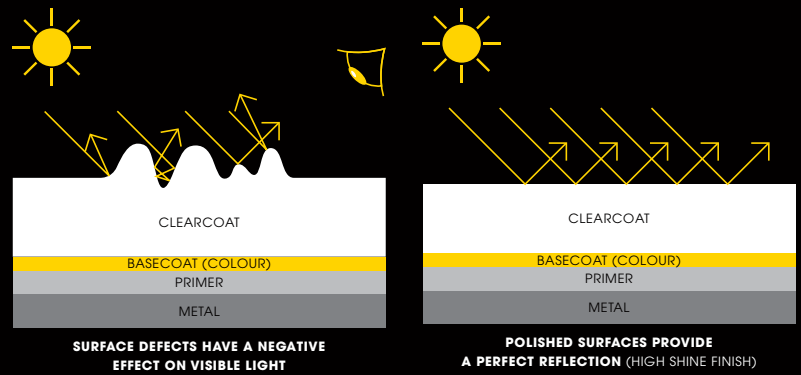 CLEARCOAT
BASECOAT (COLOUR)
PRIMER
METAL
SURFACE DEFECTS HAVE A NEGATIVE
EFFECT ON VISIBLE LIGHT
CLEARCOAT
BASECOAT (COLOUR)
PRIMER
METAL
POLISHED SURFACES PROVIDE
A PERFECT REFLECTION (HIGH SHINE FINISH)